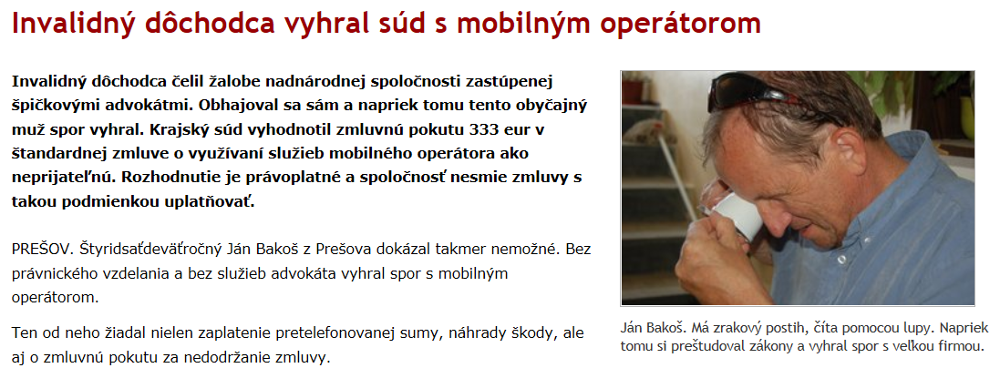 Invalidný dôchodca vyhral súd s mobilným operátorom
Invalidný dôchodca čelil žalobe nadnárodnej spoločnosti zastúpenej
špičkovými advokátmi. Obhajoval sa sám a napriek tomu tento obyčajný
muž spor vyhral. Krajský súd vyhodnotil zmluvnú pokutu 333 eur v
štandardnej zmluve o využívaní služieb mobilného operátora ako
neprijateľnú. Rozhodnutie je právoplatné a spoločnosť nesmie zmluvy s
takou podmienkou uplatňovať.
PREŠOV. Štyridsaťdeväťročný Ján Bakoš z Prešova dokázal takmer nemožné. Bez
právnického vzdelania a bez služieb advokáta vyhral spor s mobilným
operátorom.
Ten od neho žiadal nielen zaplatenie pretelefonovanej sumy, náhrady škody, ale
aj o zmluvnú pokutu za nedodržanie zmluvy.
Ján Bakoš. Má zrakový postih, číta pomocou lupy. Napriek
tomu si preštudoval zákony a vyhral spor s veľkou firmou.